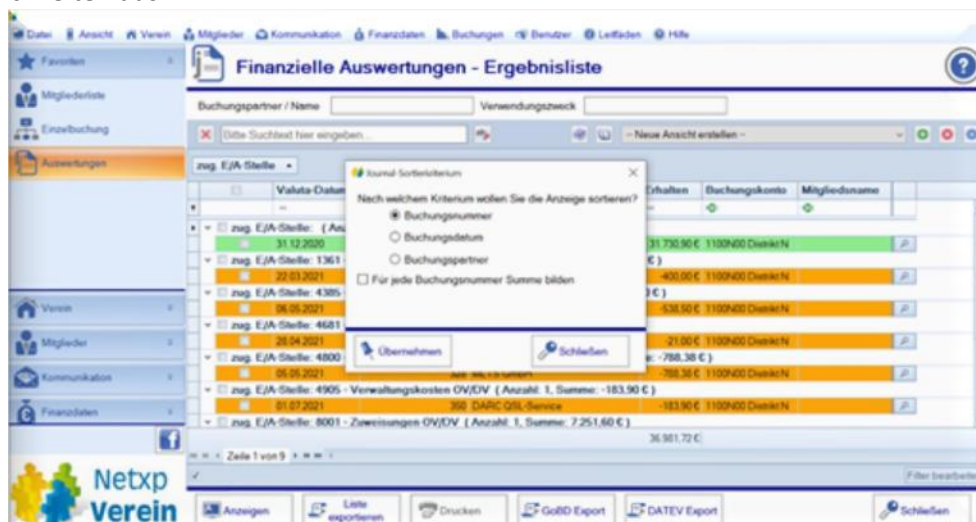 Datei Ansicht Verein Mitglieder Kommunikation Finanzdaten Buchungen Benutzer Leitfäden Hilfe
Favoriten
Mitgliederliste
Einzelbuchung
Auswertungen
Finanzielle Auswertungen - Ergebnisliste
Buchungspartner / Name Verwendungszweck
Bitte Suchtext hier eingeben... -- Neue Ansicht erstellen --
zug. E/A-Stelle
Valuta-Datum Erhalten Buchungskonto Mitgliedsname
Journal-Sortierkriterium
Nach welchem Kriterium wollen Sie die Anzeige sortieren?
Buchungsnummer
Buchungsdatum
Buchungspartner
Für jede Buchungsnummer Summe bilden
Übernehmen Schließen
zug. E/A-Stelle: ( Anz
31.12.2020 31.730,90 € 1100N00 Distrikt N
zug. E/A-Stelle: 1361 - € )
22.03.2021 -400,00 € 1100N00 Distrikt N
zug. E/A-Stelle: 4385 - 0 € )
06.05.2021 -538,50 € 1100N00 Distrikt N
zug. E/A-Stelle: 4681
28.04.2021 -21,00 € 1100N00 Distrikt N
zug. E/A-Stelle: 4800 e: -788,38 € )
05.05.2021 GmbH -788,38 € 1100N00 Distrikt N
zug. E/A-Stelle: 4905 - Verwaltungskosten OV/DV ( Anzahl: 1, Summe: -183,90 € )
01.07.2021 350 DARC QSL-Service -183,90 € 1100N00 Distrikt N
zug. E/A-Stelle: 8001 - Zuweisungen OV/DV ( Anzahl: 1, Summe: 7.251,60 € )
36.981,72 €
Zeile 1 von 9
Filter bearbeite
Verein
Mitglieder
Kommunikation
Finanzdaten
Netxp
Verein
Anzeigen Liste exportieren Drucken GoBD Export DATEV Export Schließen